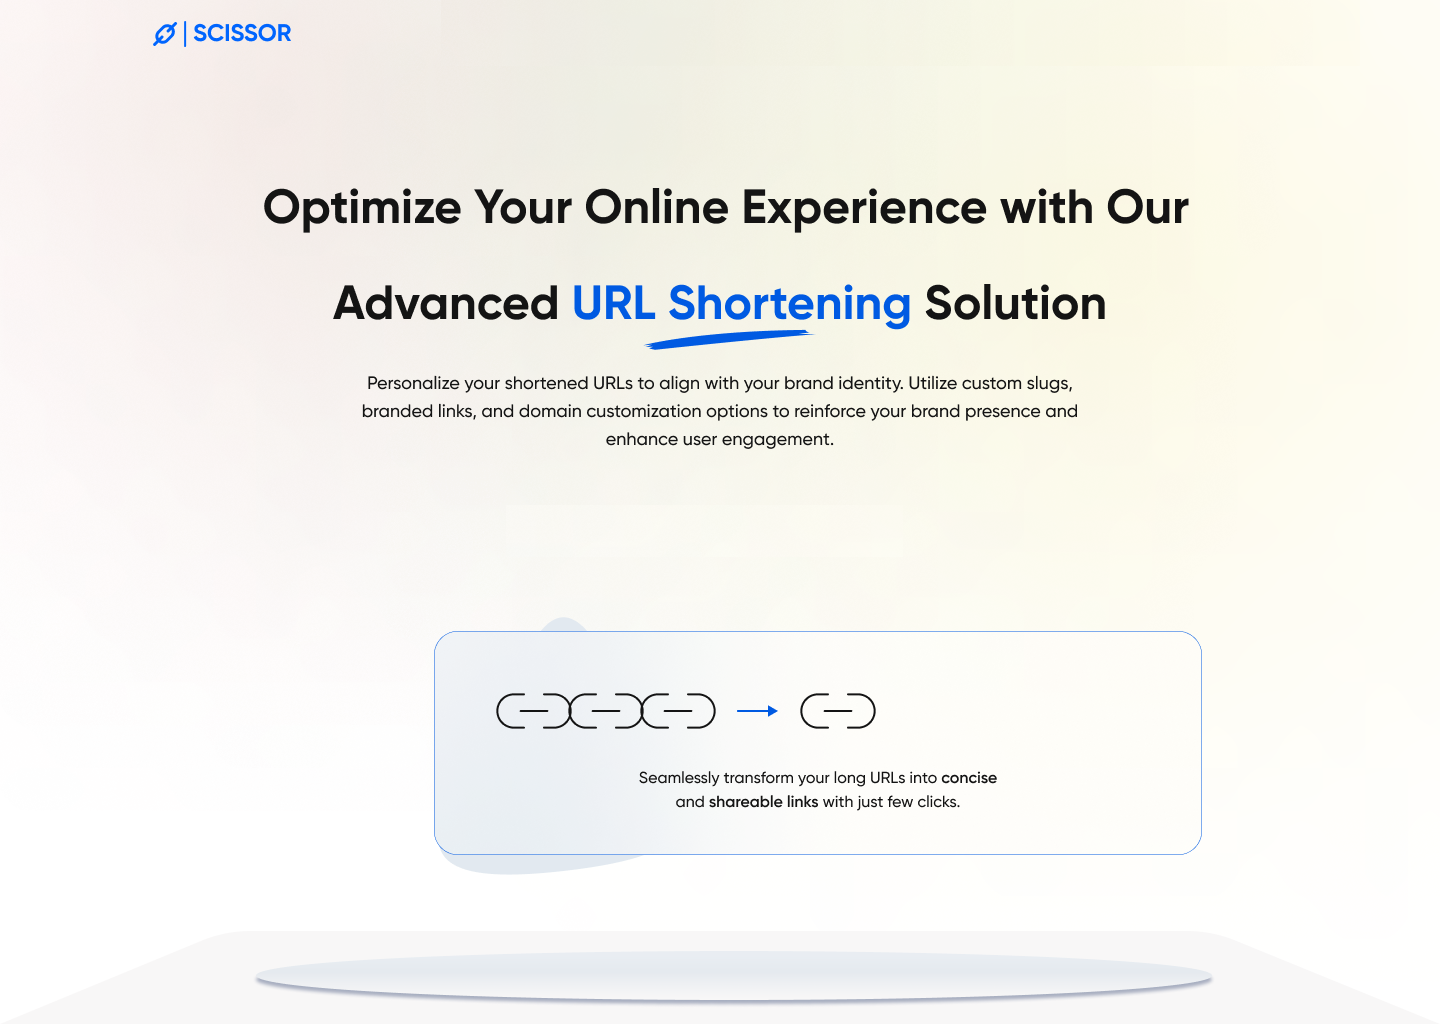 SCISSOR
Optimize Your Online Experience with Our
Advanced URL Shortening Solution
Personalize your shortened URLs to align with your brand identity. Utilize custom slugs,
branded links, and domain customization options to reinforce your brand presence and
enhance user engagement.
Seamlessly transform your long URLs into concise
and shareable links with just few clicks.